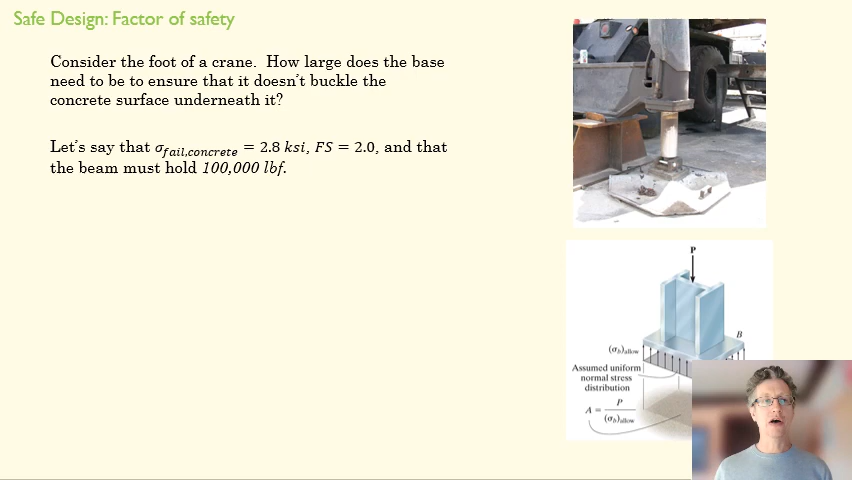 Safe Design: Factor of safety
Consider the foot of a crane. How large does the base
need to be to ensure that it doesn't buckle the
concrete surface underneath it?
Let's say that σfail,concrete = 2.8 ksi, FS = 2.0, and that
the beam must hold 100,000 lbf.
P
B
(σb)allow
Assumed uniform
normal stress
distribution
A = P / (σb)allow